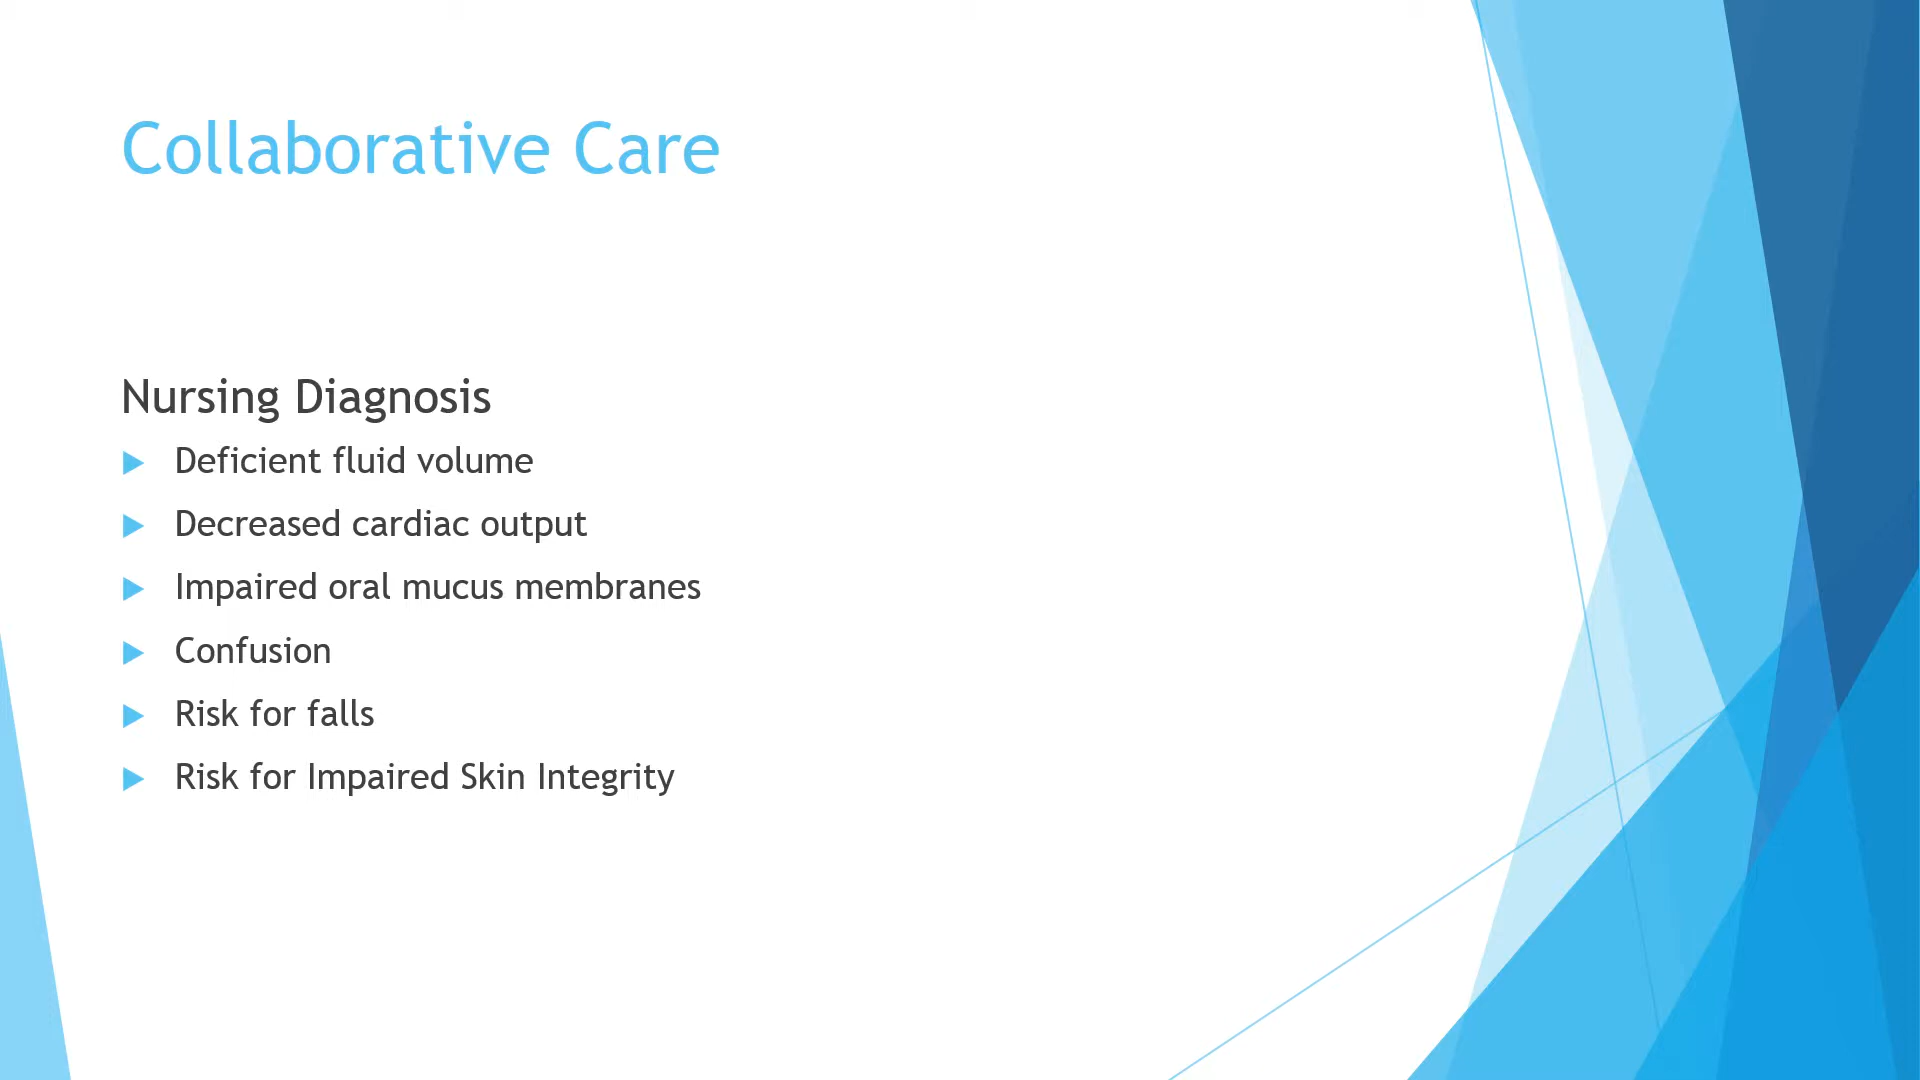 Collaborative Care
Nursing Diagnosis
Deficient fluid volume
Decreased cardiac output
Impaired oral mucus membranes
Confusion
Risk for falls
Risk for Impaired Skin Integrity